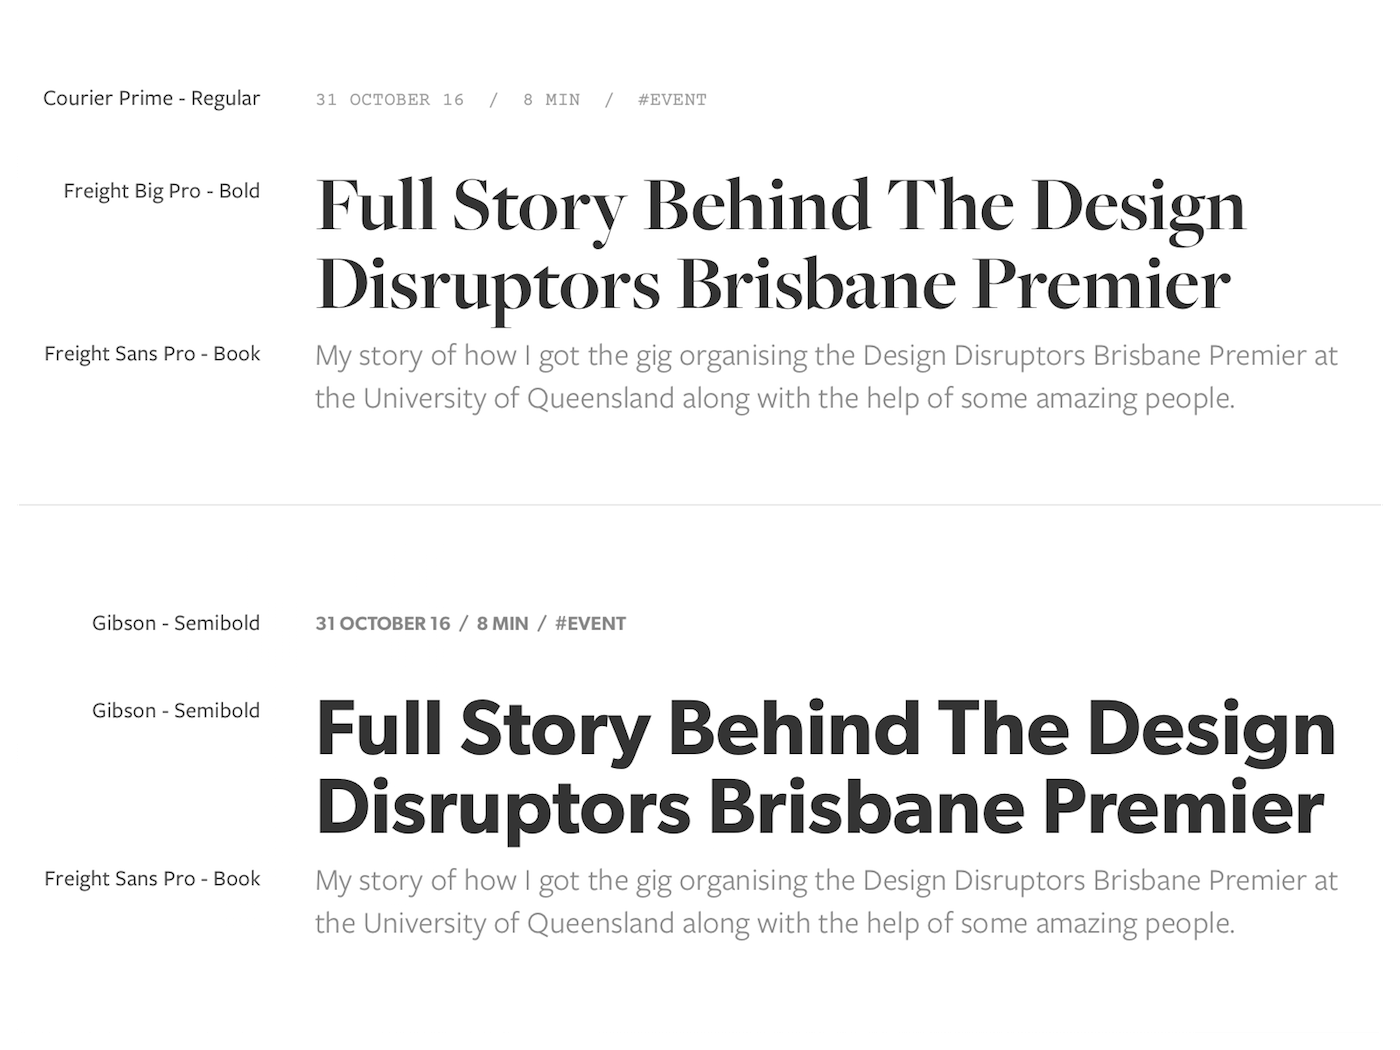 Courier Prime - Regular
31 OCTOBER 16 / 8 MIN / #EVENT
Freight Big Pro - Bold
Full Story Behind The Design
Disruptors Brisbane Premier
Freight Sans Pro - Book
My story of how I got the gig organising the Design Disruptors Brisbane Premier at
the University of Queensland along with the help of some amazing people.
Gibson - Semibold
31 OCTOBER 16 / 8 MIN / #EVENT
Gibson - Semibold
Full Story Behind The Design
Disruptors Brisbane Premier
Freight Sans Pro - Book
My story of how I got the gig organising the Design Disruptors Brisbane Premier at
the University of Queensland along with the help of some amazing people.